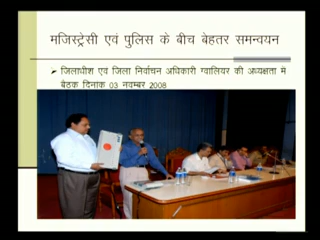 मजिस्ट्रेसी एवं पुलिस के बीच बेहतर समन्वयन
जिलाधीश एवं जिला निर्वाचन अधिकारी ग्वालियर की अध्यक्षता में
बैठक दिनाक 03 नवम्बर 2008